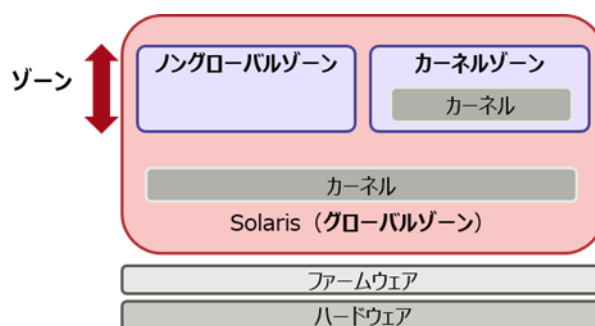 ゾーン
ノングローバルゾーン
カーネルゾーン
カーネル
カーネル
Solaris（グローバルゾーン）
ファームウェア
ハードウェア